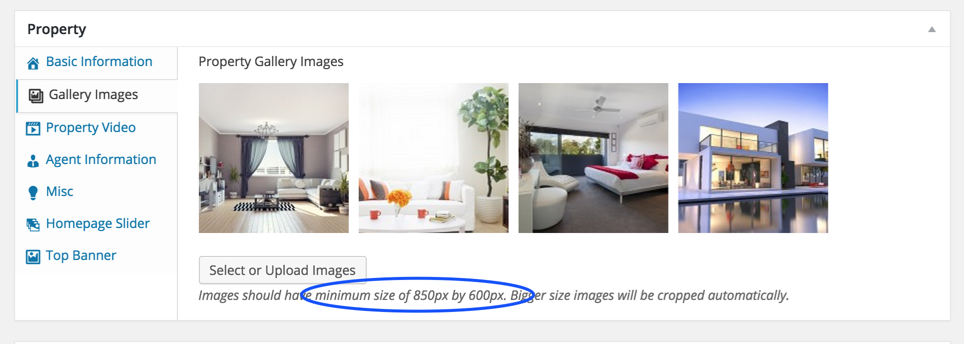 Property
Basic Information
Gallery Images
Property Video
Agent Information
Misc
Homepage Slider
Top Banner
Property Gallery Images
Select or Upload Images
Images should have minimum size of 850px by 600px. Bigger size images will be cropped automatically.